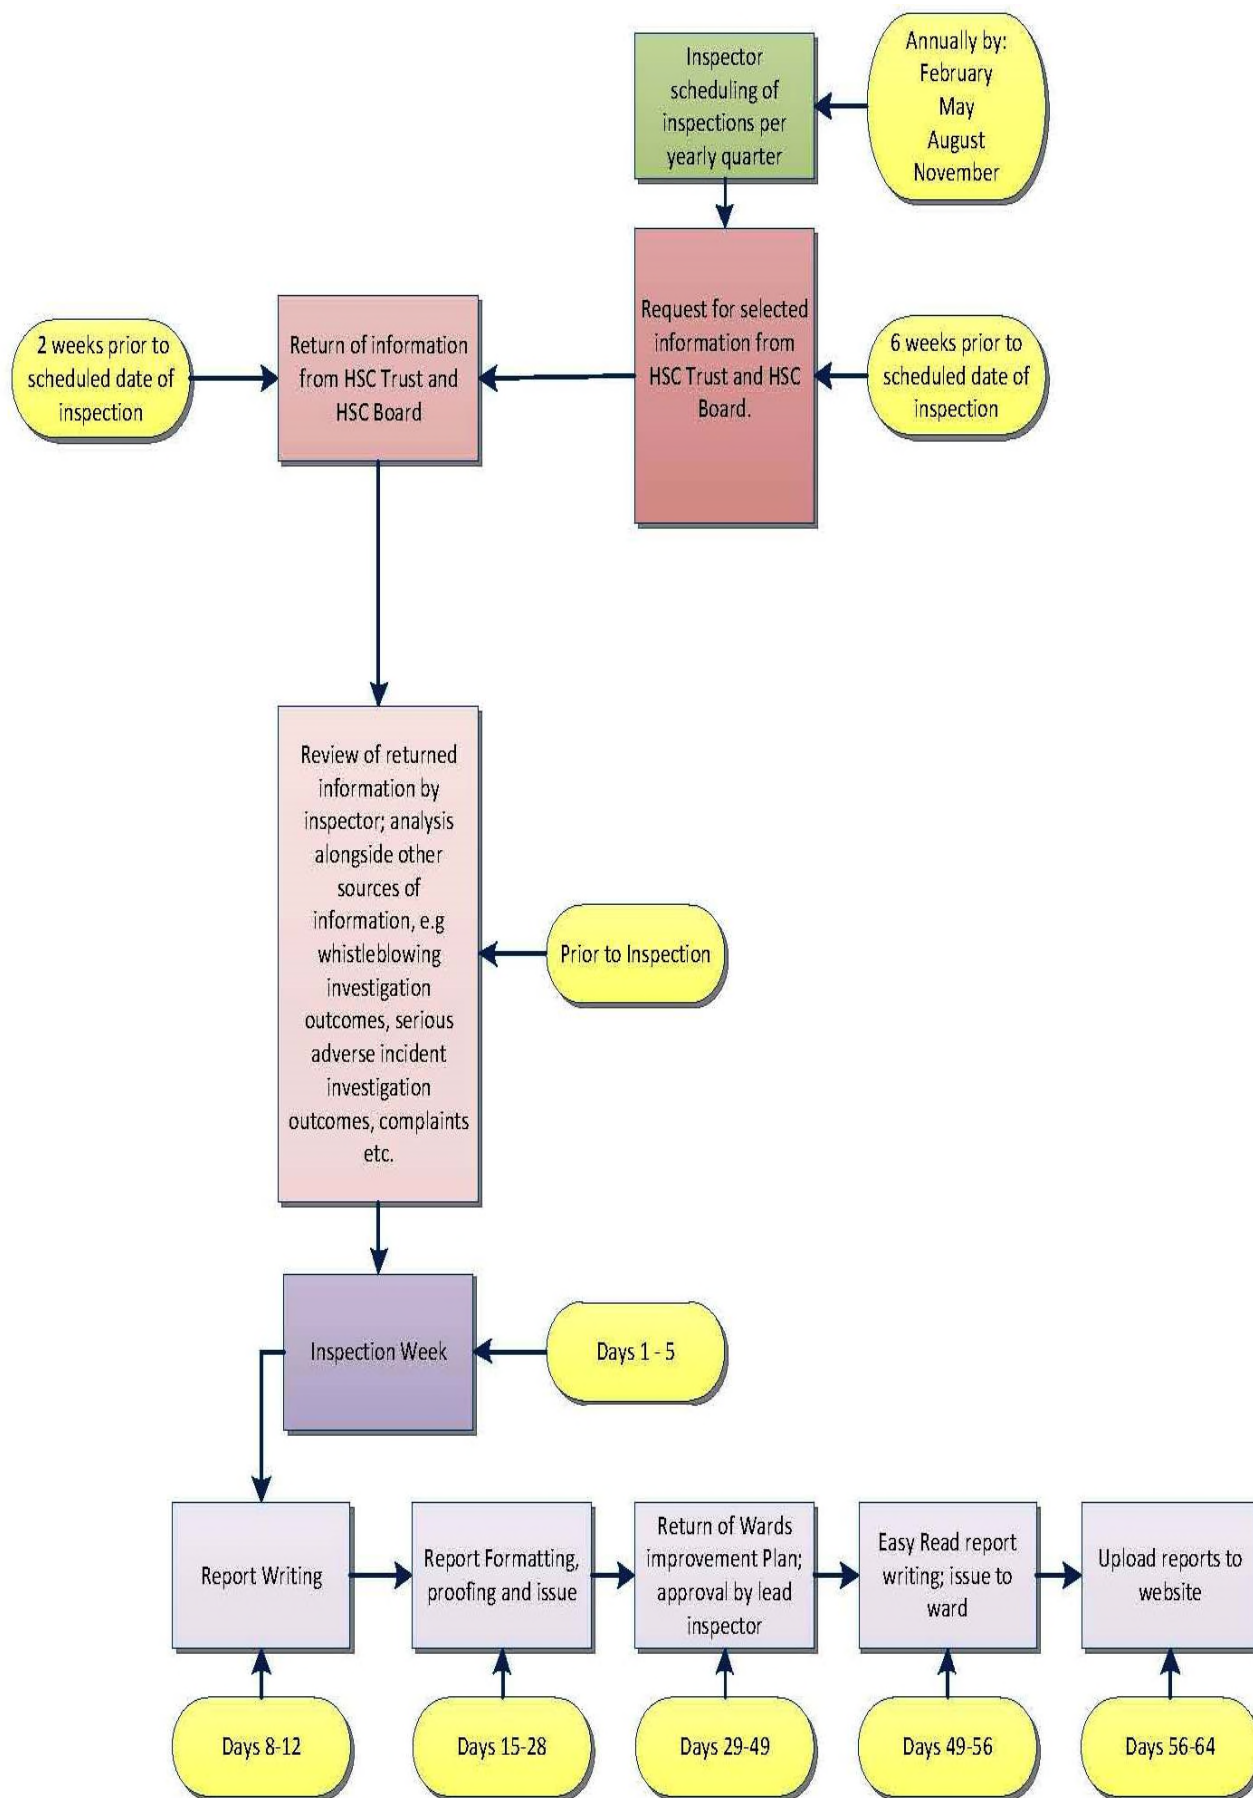 Inspector
scheduling of
inspections per
yearly quarter
Annually by:
February
May
August
November
Request for selected
information from
HSC Trust and HSC
Board.
6 weeks prior to
scheduled date of
inspection
Return of information
from HSC Trust and
HSC Board
2 weeks prior to
scheduled date of
inspection
Review of returned
information by
inspector; analysis
alongside other
sources of
information, e.g
whistleblowing
investigation
outcomes, serious
adverse incident
investigation
outcomes, complaints
etc.
Prior to Inspection
Inspection Week
Days 1 - 5
Report Writing
Report Formatting,
proofing and issue
Return of Wards
improvement Plan;
approval by lead
inspector
Easy Read report
writing; issue to
ward
Upload reports to
website
Days 8-12
Days 15-28
Days 29-49
Days 49-56
Days 56-64